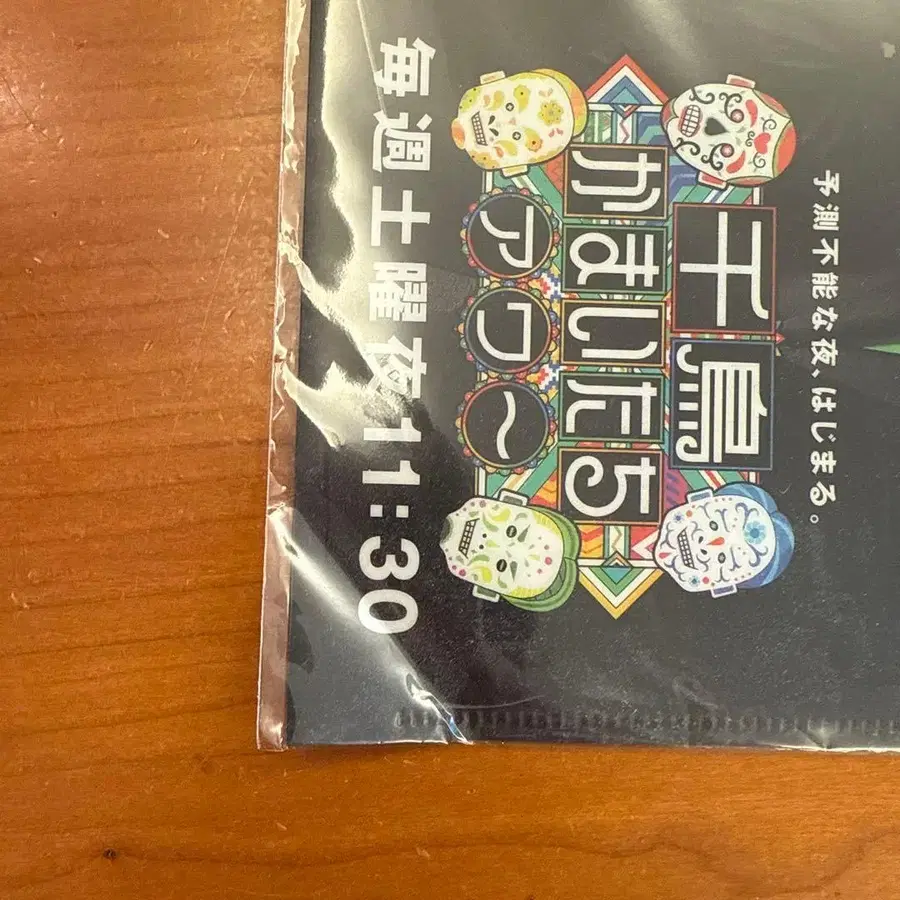 予測不能な夜、はじまる。
千鳥
かまいたち
アワー
毎週土曜夜11:30